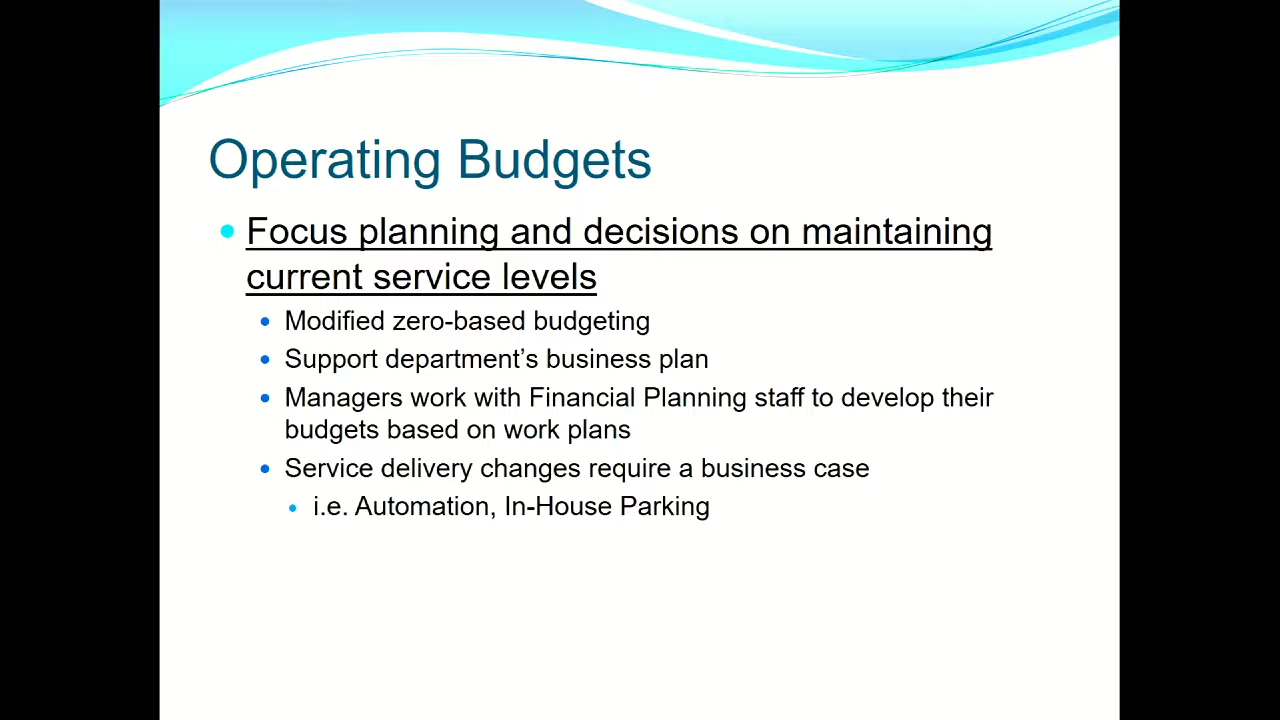 Operating Budgets
Focus planning and decisions on maintaining
current service levels
Modified zero-based budgeting
Support department’s business plan
Managers work with Financial Planning staff to develop their
budgets based on work plans
Service delivery changes require a business case
i.e. Automation, In-House Parking